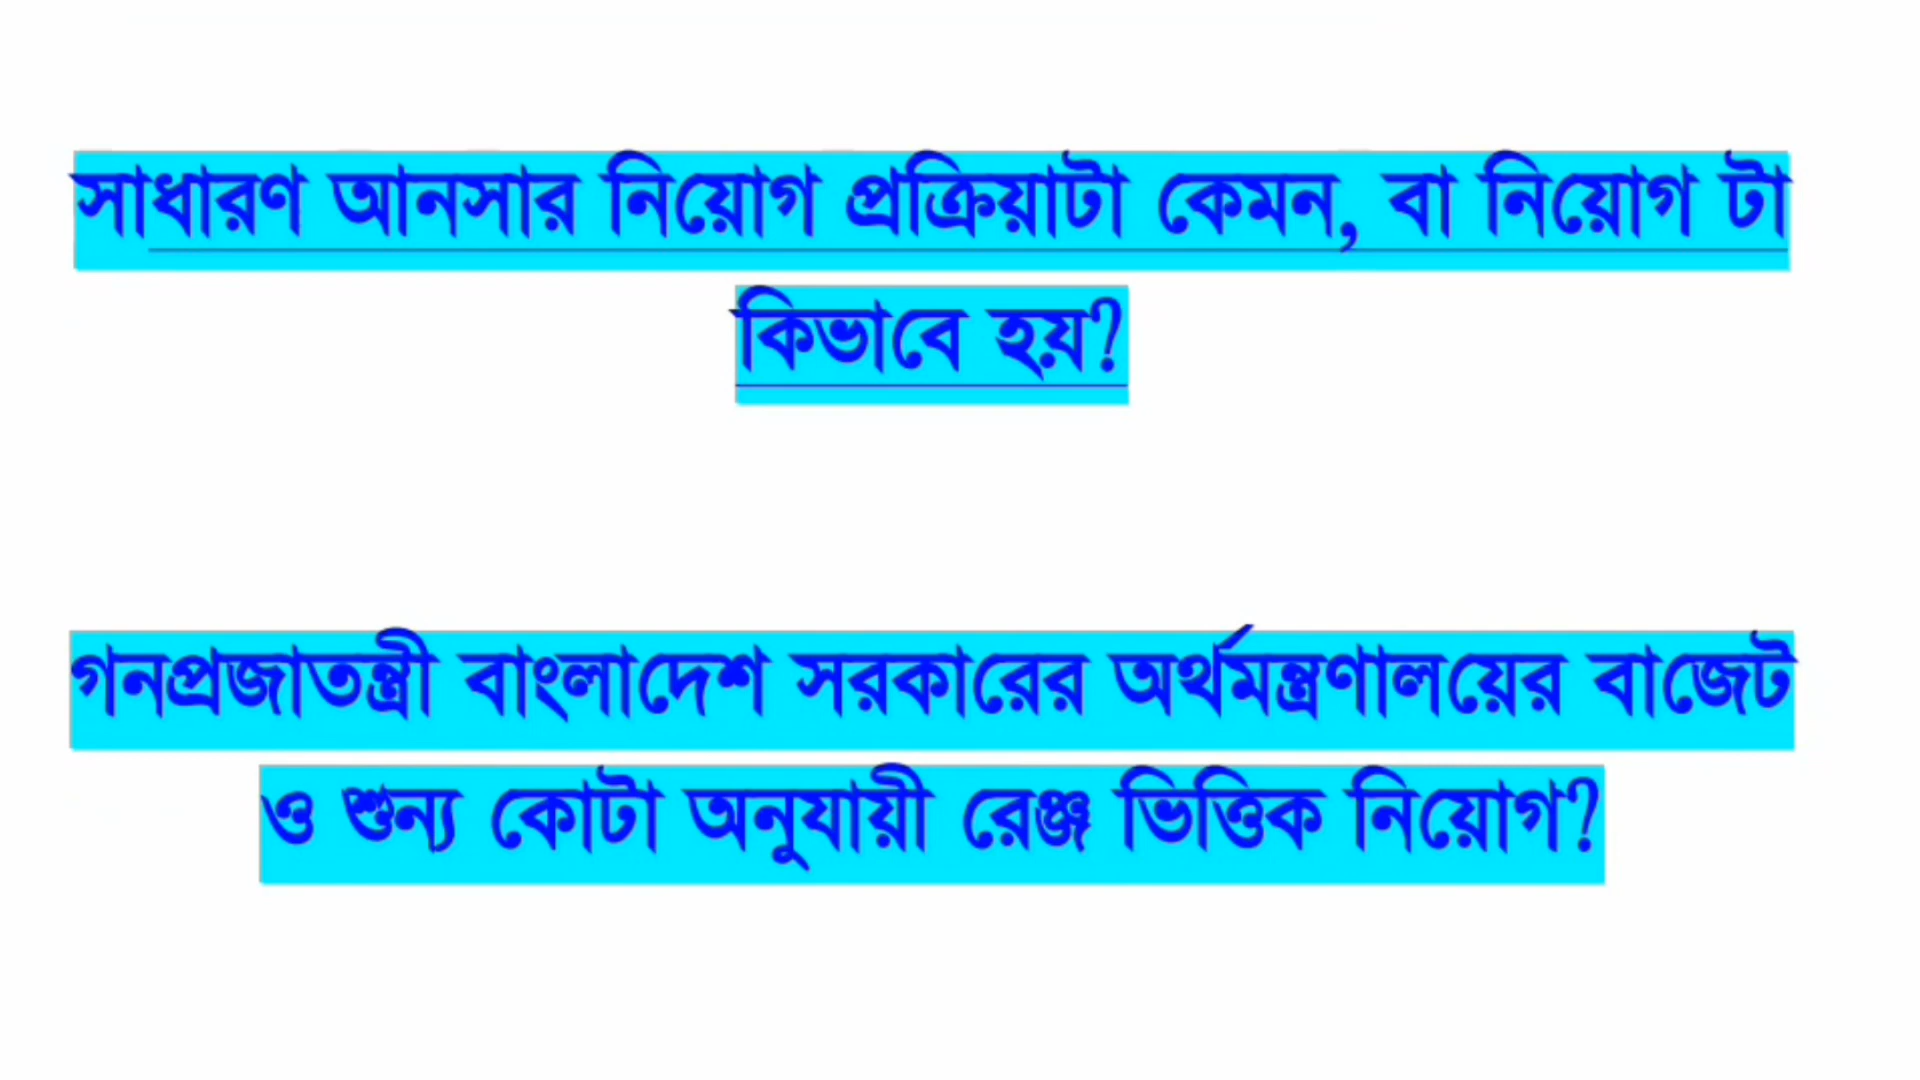 সাধারণ আনসার নিয়োগ প্রক্রিয়াটা কেমন, বা নিয়োগ টা
কিভাবে হয়?
গনপ্রজাতন্ত্রী বাংলাদেশ সরকারের অর্থমন্ত্রণালয়ের বাজেট
ও শুন্য কোটা অনুযায়ী রেঞ্জ ভিত্তিক নিয়োগ?